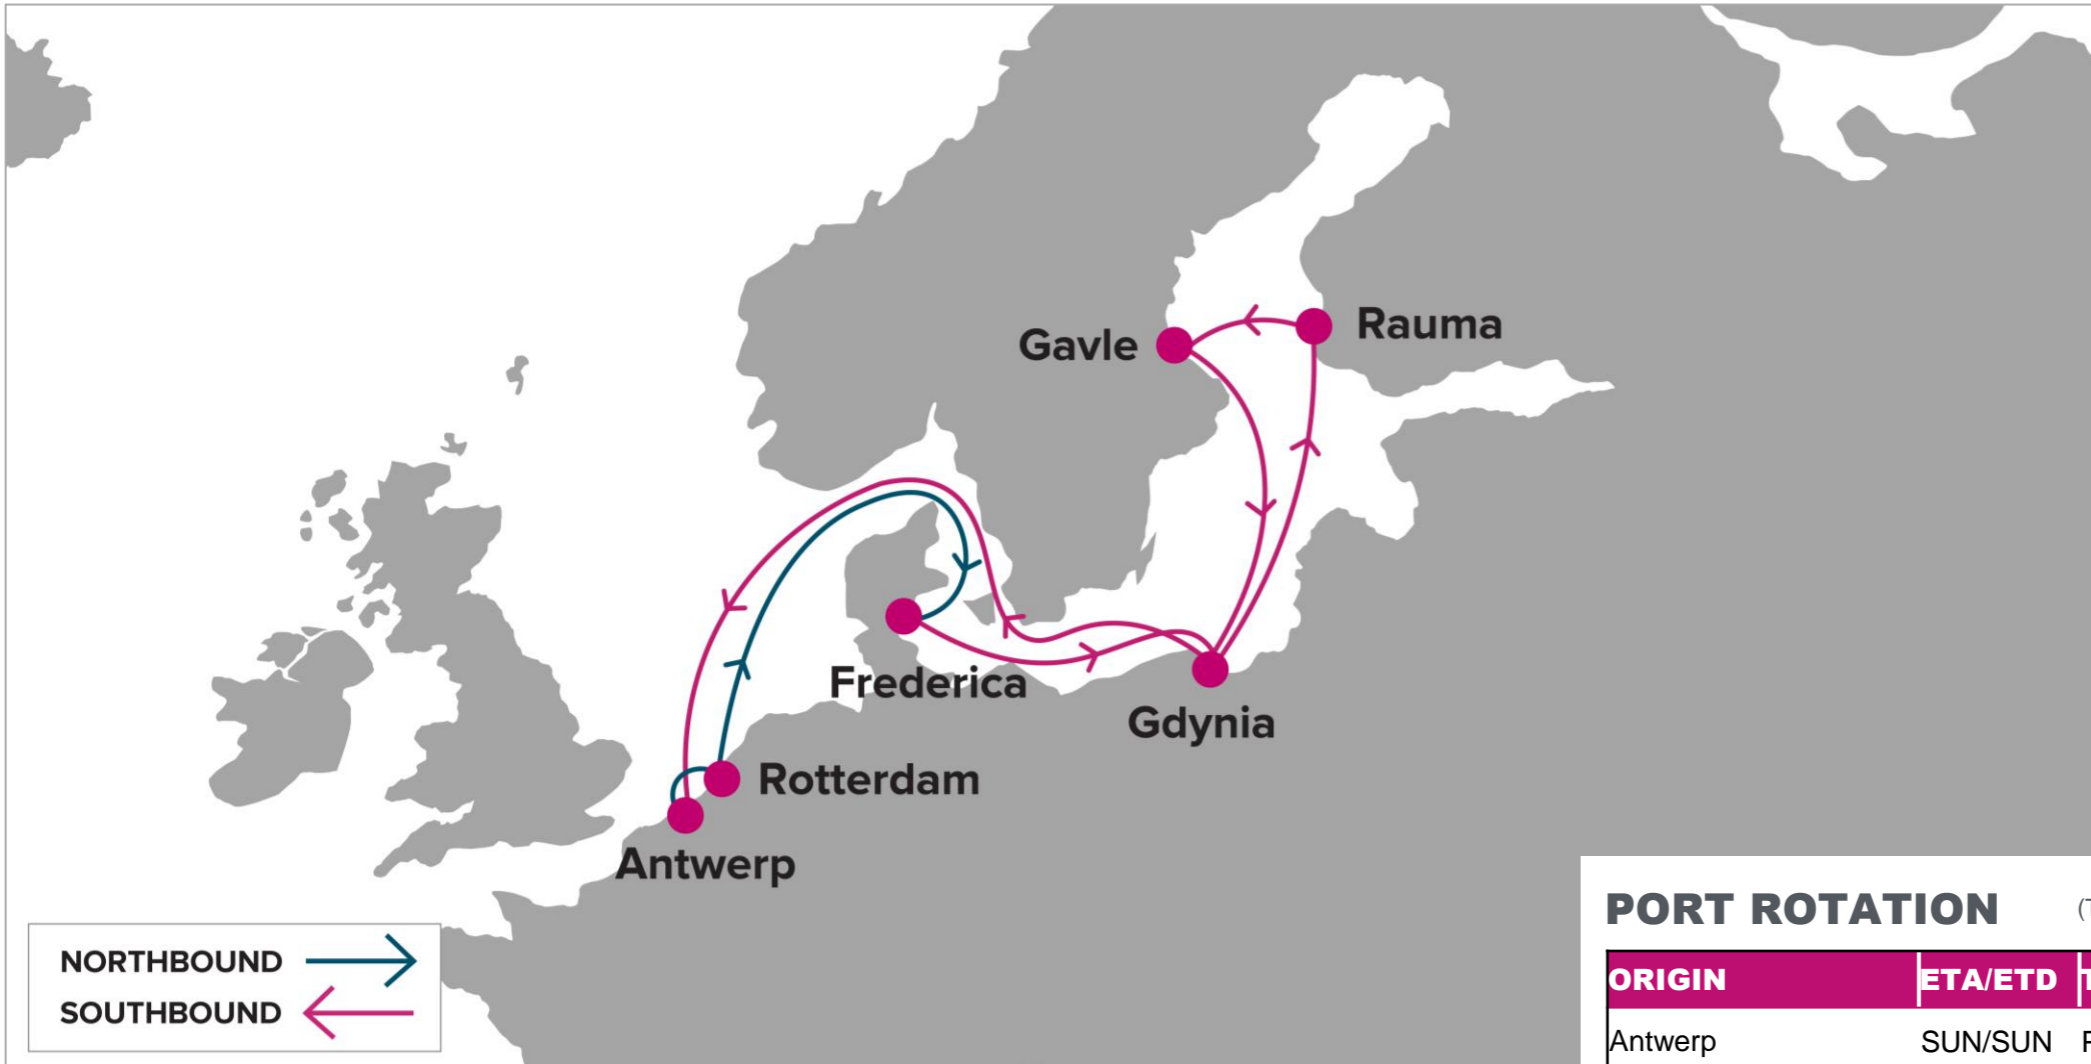 Gavle
Rauma
Frederica
Gdynia
Rotterdam
Antwerp
NORTHBOUND
SOUTHBOUND
PORT ROTATION
ORIGIN ETA/ETD
Antwerp SUN/SUN